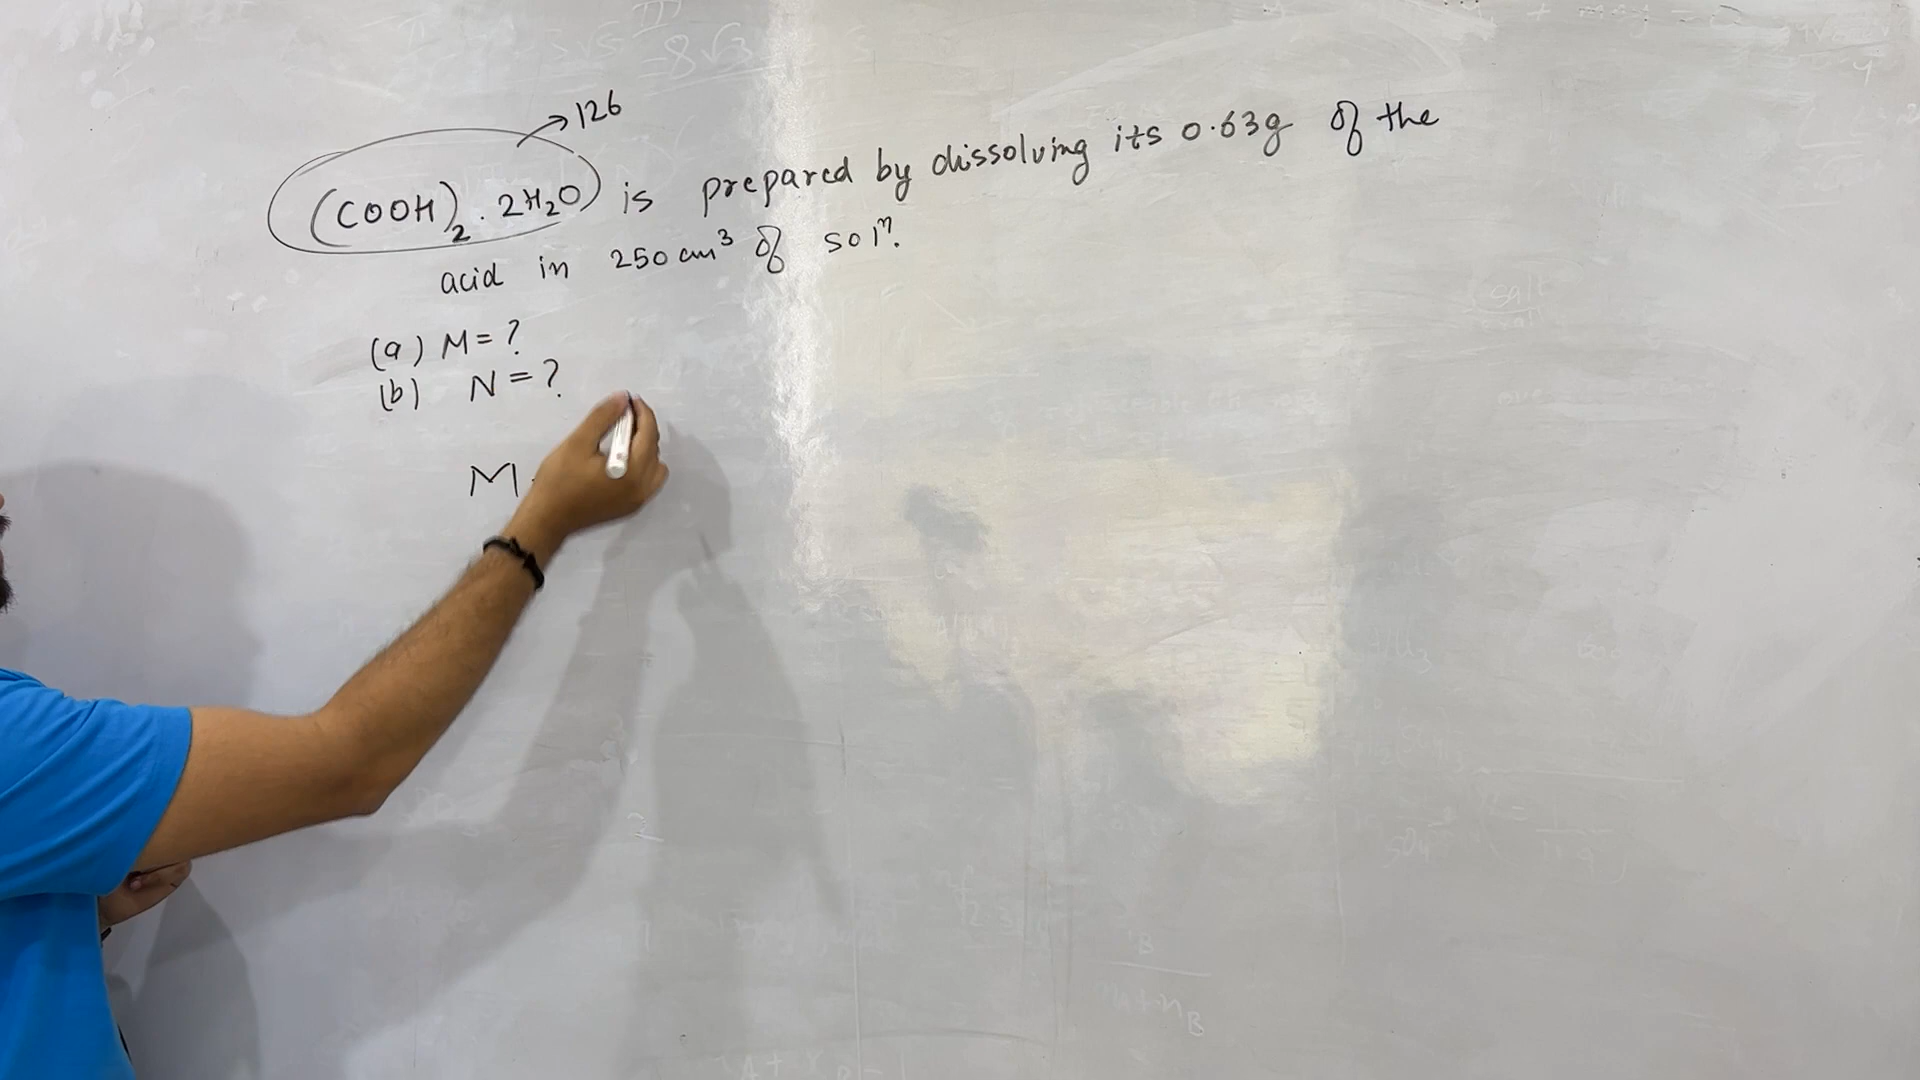 → 126
(COOH)₂ . 2H₂O is prepared by dissolving its 0.63g of the
acid in 250 cm³ of solⁿ.
(a) M = ?
(b) N = ?
M